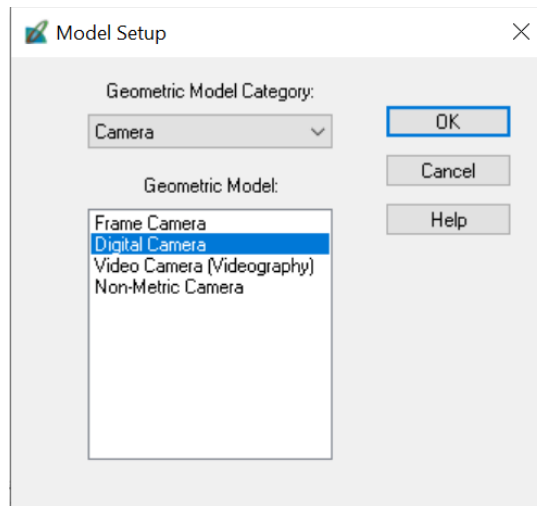 Model Setup
Geometric Model Category:
Camera
OK
Cancel
Geometric Model:
Help
Frame Camera
Digital Camera
Video Camera (Videography)
Non-Metric Camera